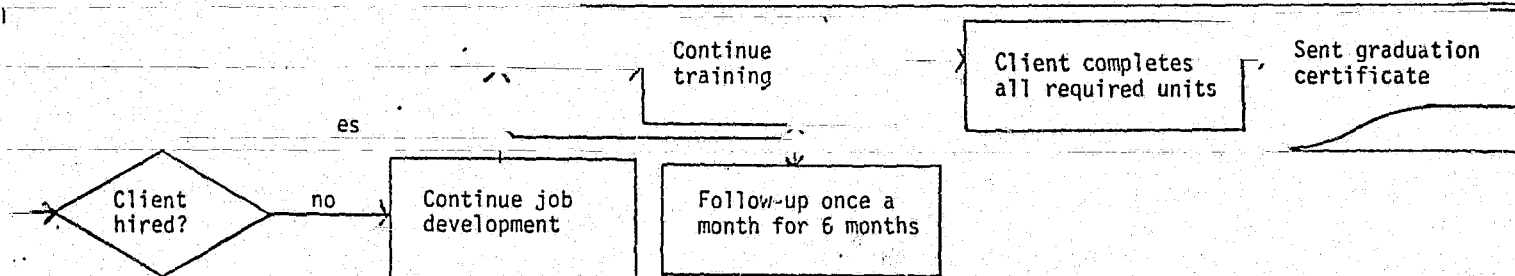 Continue
training
Client completes
all required units
Sent graduation
certificate
es
Client
hired?
no
Continue job
development
Follow-up once a
month for 6 months